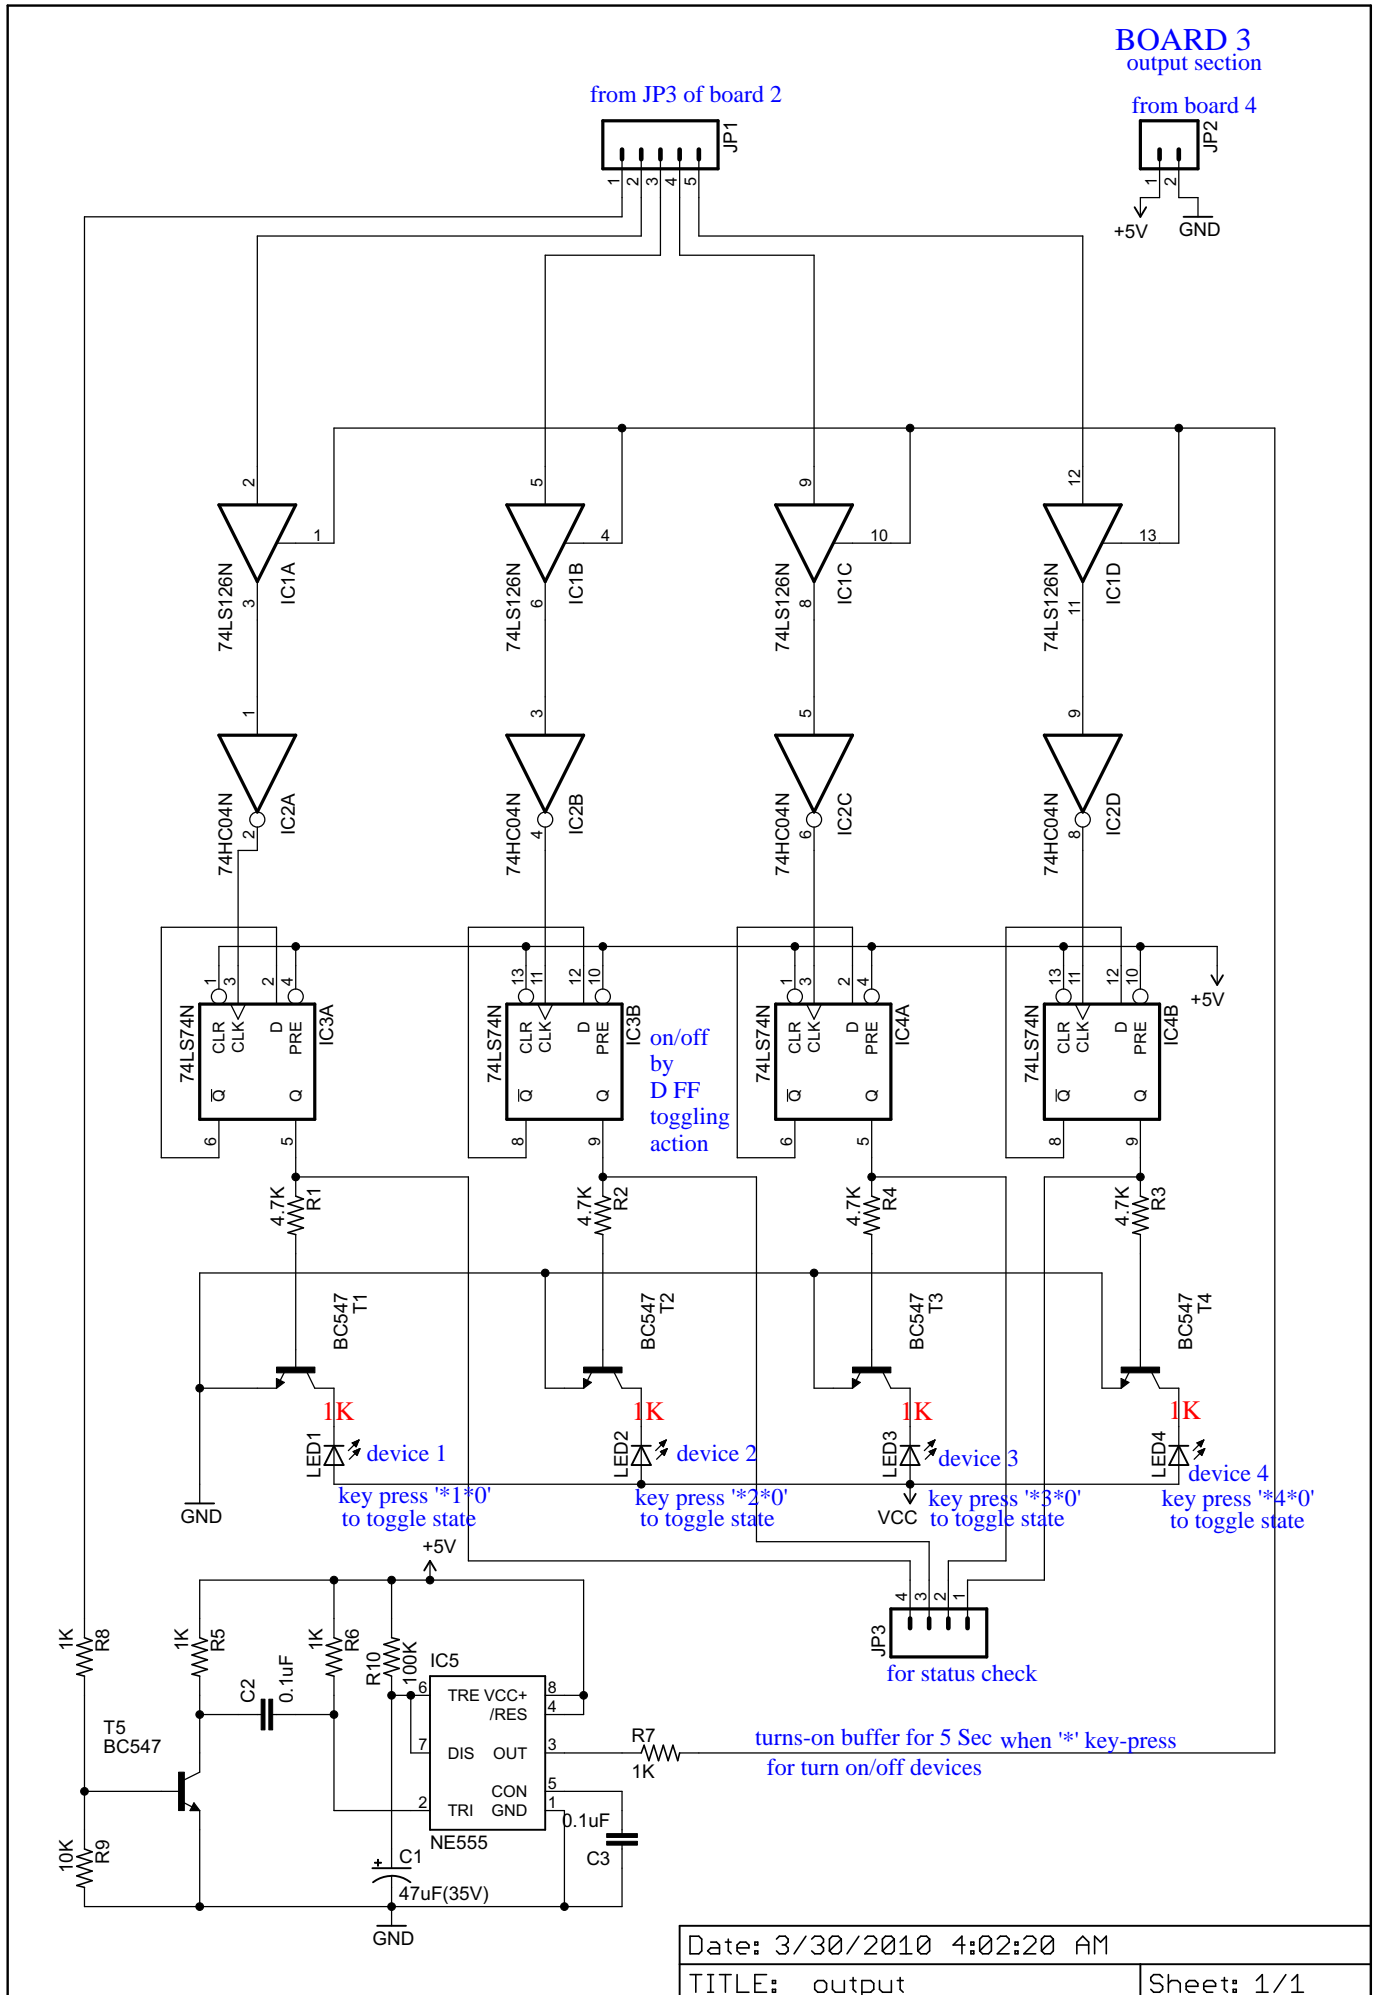 BOARD 3
output section
from JP3 of board 2
from board 4
JP1
JP2
1
2
3
4
5
1
2
+5V
GND
2
5
9
12
1
4
10
13
74LS126N
IC1A
74LS126N
IC1B
74LS126N
IC1C
74LS126N
IC1D
3
6
8
11
1
3
5
9
74HC04N
IC2A
74HC04N
IC2B
74HC04N
IC2C
74HC04N
IC2D
2
4
6
8
+5V
1
3
2
4
13
11
12
10
1
3
2
4
13
11
12
10
74LS74N
CLR
CLK
D
PRE
IC3A
Q
Q
74LS74N
CLR
CLK
D
PRE
IC3B
Q
Q
74LS74N
CLR
CLK
D
PRE
IC4A
Q
Q
74LS74N
CLR
CLK
D
PRE
IC4B
Q
Q
on/off
by
D FF
toggling
action
6
5
8
9
6
5
8
9
4.7K
R1
4.7K
R2
4.7K
R4
4.7K
R3
BC547
T1
BC547
T2
BC547
T3
BC547
T4
1K
1K
1K
1K
LED1
device 1
LED2
device 2
LED3
device 3
LED4
device 4
key press '*1*0'
to toggle state
key press '*2*0'
to toggle state
key press '*3*0'
to toggle state
key press '*4*0'
to toggle state
GND
VCC
+5V
4
3
2
1
JP3
for status check
1K
R8
1K
R5
1K
R6
R10
100K
C2
0.1uF
IC5
6
TRE
VCC+
8
/RES
4
7
DIS
OUT
3
CON
5
2
TRI
GND
1
NE555
T5
BC547
R7
1K
turns-on buffer for 5 Sec when '*' key-press
for turn on/off devices
0.1uF
C3
10K
R9
+
C1
47uF(35V)
GND
Date: 3/30/2010 4:02:20 AM
TITLE: output
Sheet: 1/1